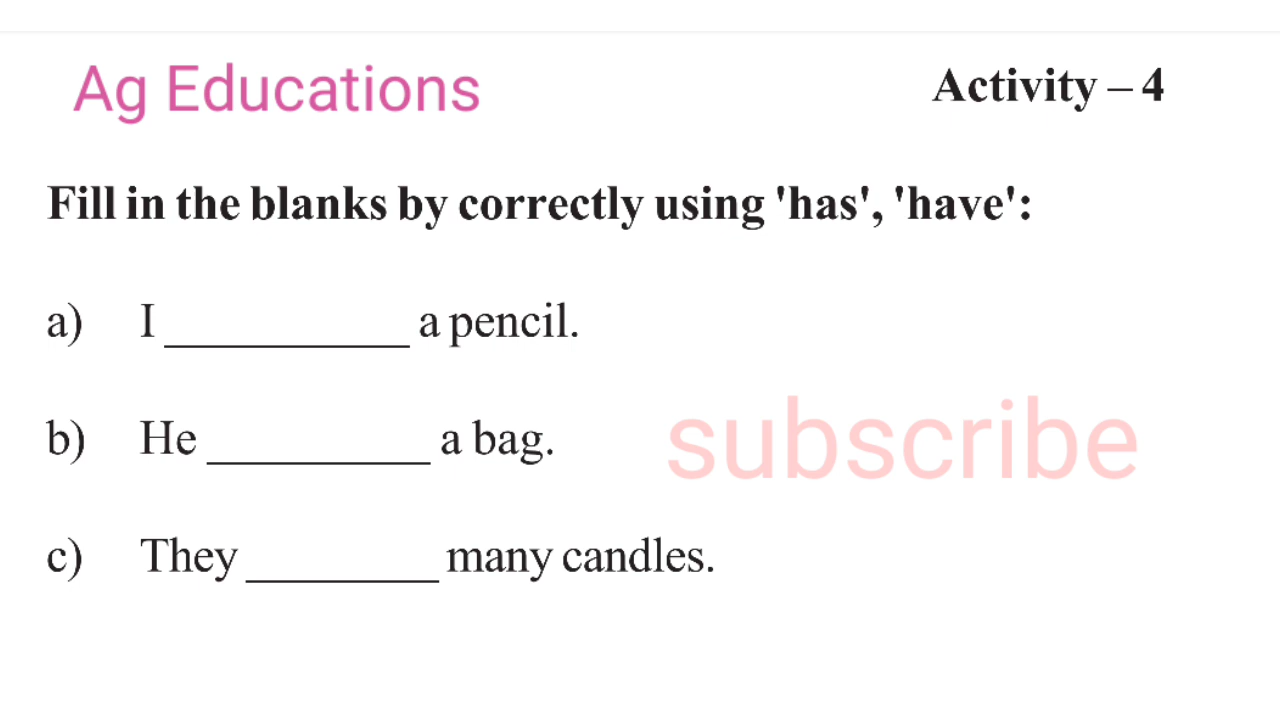 Ag Educations
Activity – 4
Fill in the blanks by correctly using 'has', 'have':
a) I __________ a pencil.
b) He __________ a bag.
subscribe
c) They ________ many candles.